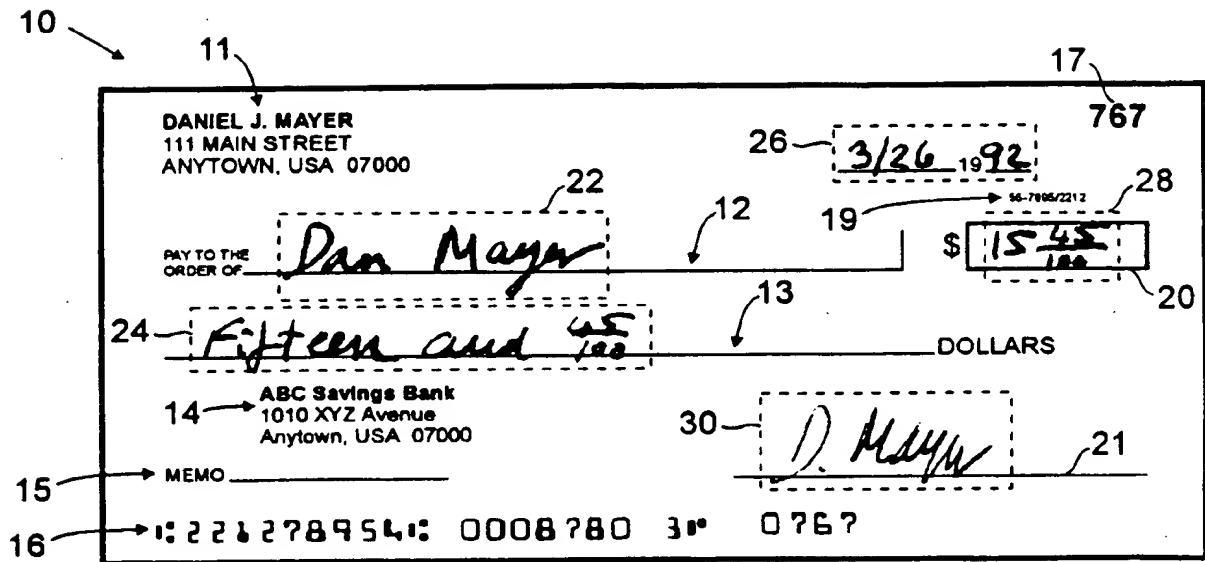 10
11
17
DANIEL J. MAYER
767
111 MAIN STREET
ANYTOWN, USA 07000
26
3/26 1992
22
12
19
56-7895/2212
28
PAY TO THE
ORDER OF Dan Mayer
$ 15 45/100
20
24
Fifteen and 45/100
13
DOLLARS
14
ABC Savings Bank
1010 XYZ Avenue
Anytown, USA 07000
30
D. Mayer
21
15
MEMO
16
⑆221278954⑆ 0008780 3⑈ 0767